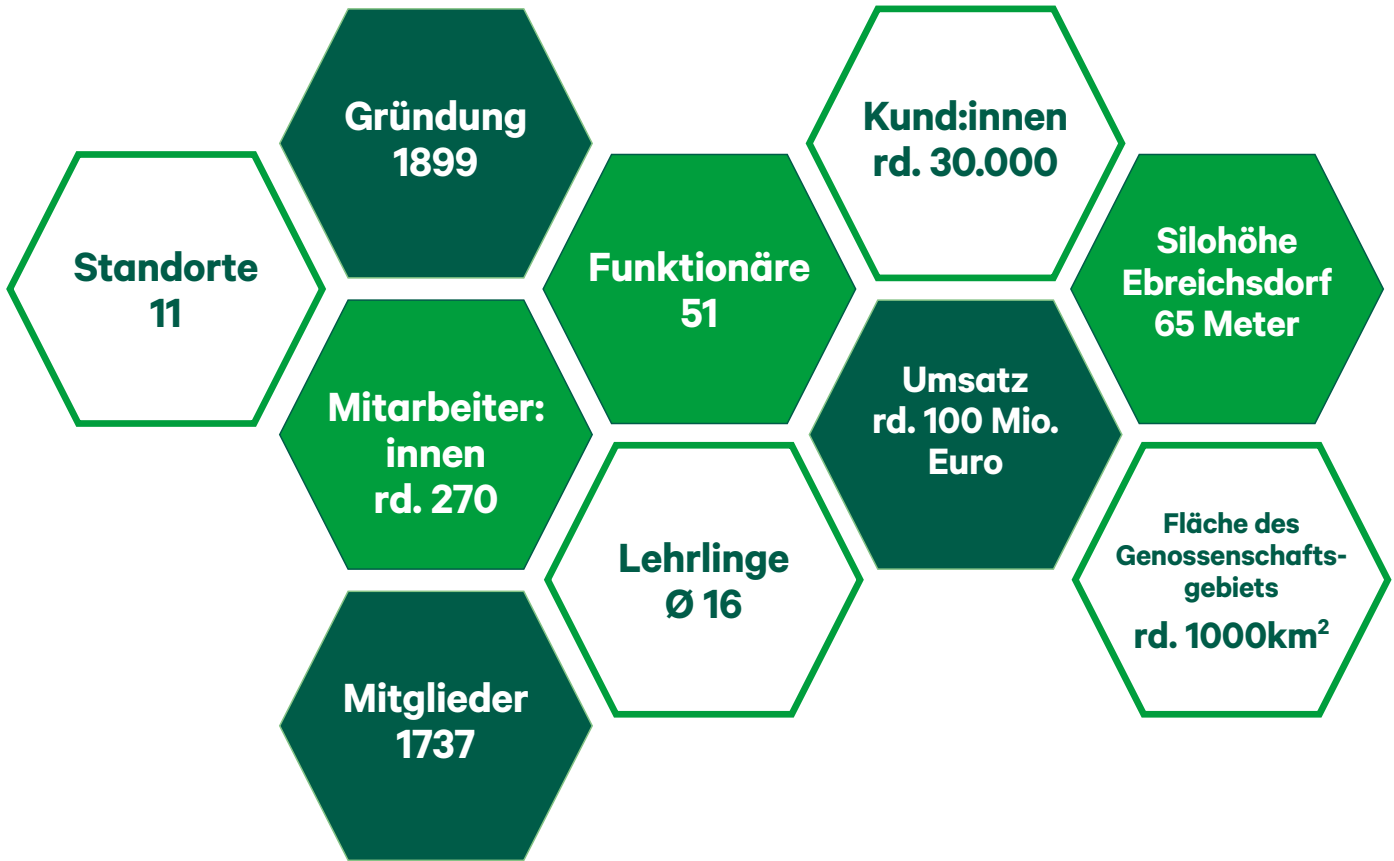 Gründung
1899
Kund:innen
rd. 30.000
Standorte
11
Funktionäre
51
Silohöhe
Ebreichsdorf
65 Meter
Mitarbeiter:
innen
rd. 270
Umsatz
rd. 100 Mio.
Euro
Lehrlinge
Ø 16
Fläche des
Genossenschafts-
gebiets
rd. 1000km²
Mitglieder
1737